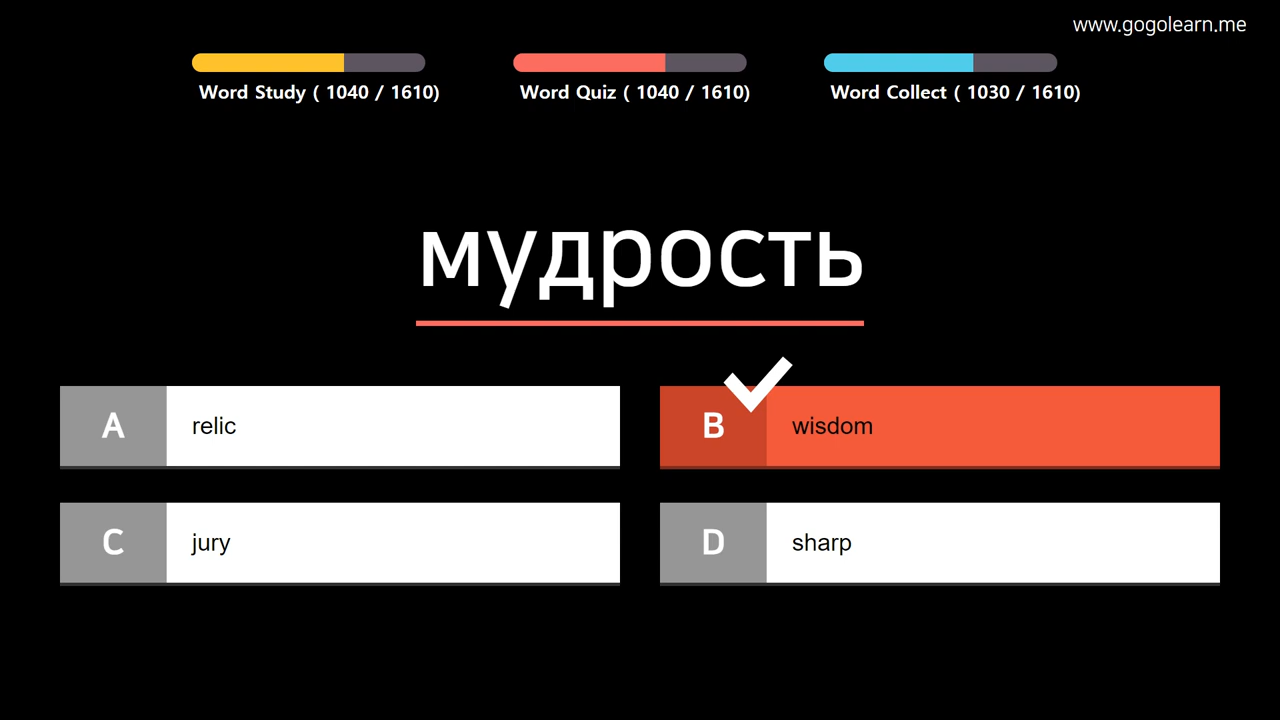 www.gogolearn.me
Word Study ( 1040 / 1610)
Word Quiz ( 1040 / 1610)
Word Collect ( 1030 / 1610)
мудрость
A relic
B wisdom
C jury
D sharp